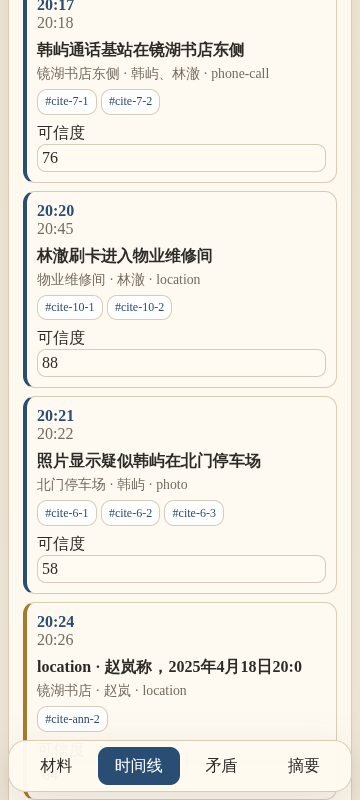 20:17
20:18
韩屿通话基站在镜湖书店东侧
镜湖书店东侧 · 韩屿、林澈 · phone-call
#cite-7-1 #cite-7-2
可信度
76
20:20
20:45
林澈刷卡进入物业维修间
物业维修间 · 林澈 · location
#cite-10-1 #cite-10-2
可信度
88
20:21
20:22
照片显示疑似韩屿在北门停车场
北门停车场 · 韩屿 · photo
#cite-6-1 #cite-6-2 #cite-6-3
可信度
58
20:24
20:26
location · 赵岚称，2025年4月18日20:0
镜湖书店 · 赵岚 · location
#cite-ann-2
可信度
材料 时间线 矛盾 摘要